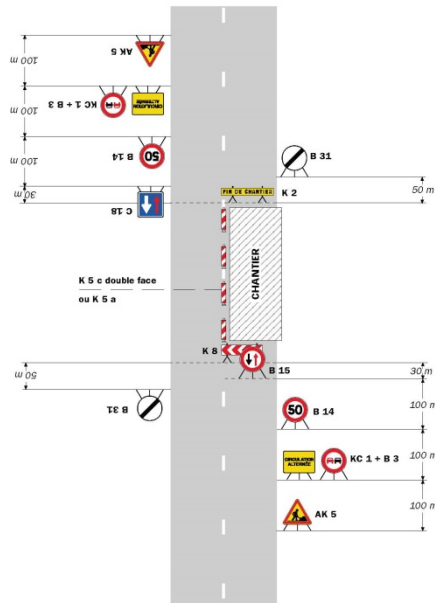 100 m
AK 5
100 m
KC 1 + B 3
CIRCULATION
ALTERNÉE
100 m
B 14
50
30 m
C 18
B 31
50 m
FIN DE CHANTIER
K 2
K 5 c double face
ou K 5 a
CHANTIER
K 8
B 15
30 m
50 m
B 31
50
B 14
100 m
CIRCULATION
ALTERNÉE
KC 1 + B 3
100 m
AK 5
100 m